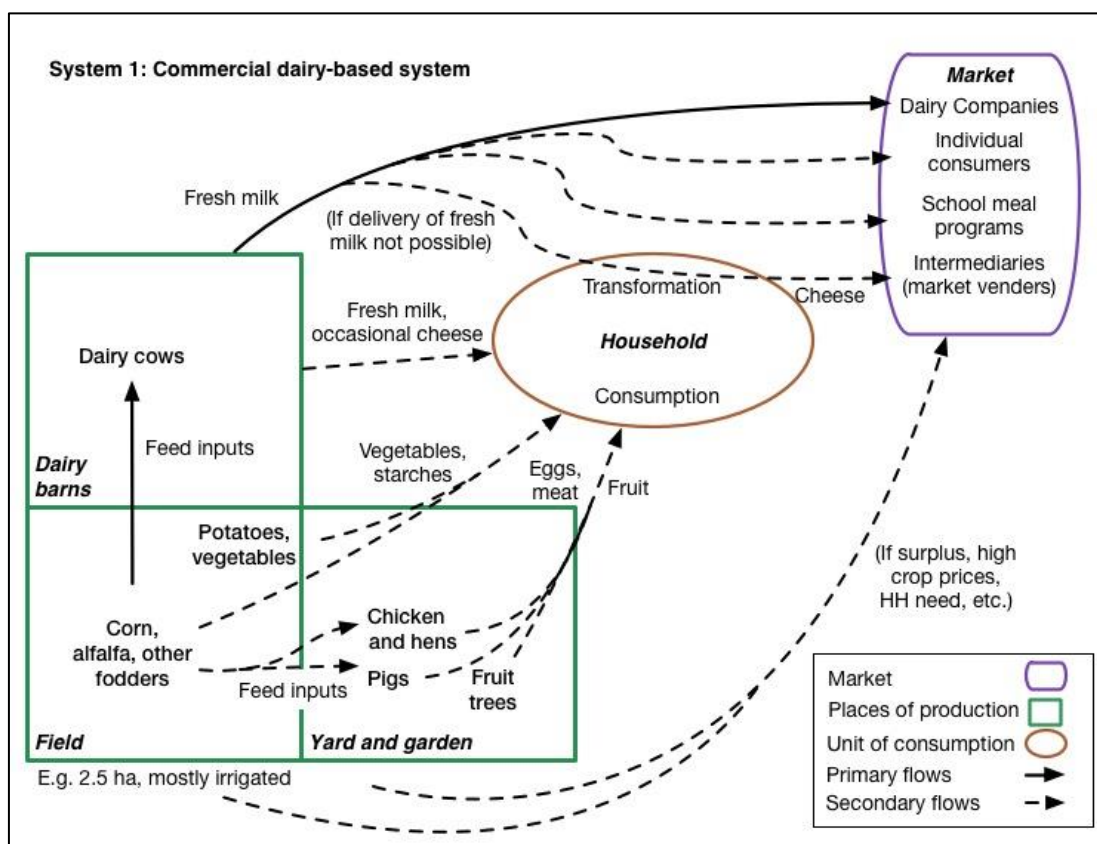 System 1: Commercial dairy-based system
Market
Dairy Companies
Individual
consumers
School meal
programs
Intermediaries
(market venders)
Fresh milk
(If delivery of fresh
milk not possible)
Transformation
Cheese
Household
Consumption
Fresh milk,
occasional cheese
Dairy cows
Feed inputs
Dairy
barns
Vegetables,
starches
Eggs,
meat
Fruit
Potatoes,
vegetables
(If surplus, high
crop prices,
HH need, etc.)
Corn,
alfalfa, other
fodders
Chicken
and hens
Feed inputs
Pigs
Fruit
trees
Field
Yard and garden
E.g. 2.5 ha, mostly irrigated
Market
Places of production
Unit of consumption
Primary flows
Secondary flows